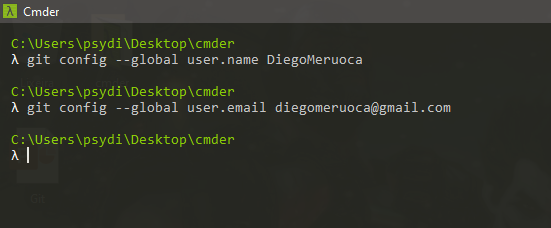 Cmder
C:\Users\psydi\Desktop\cmder
λ git config --global user.name DiegoMeruoca
C:\Users\psydi\Desktop\cmder
λ git config --global user.email diegomeruoca@gmail.com
C:\Users\psydi\Desktop\cmder
λ
Git